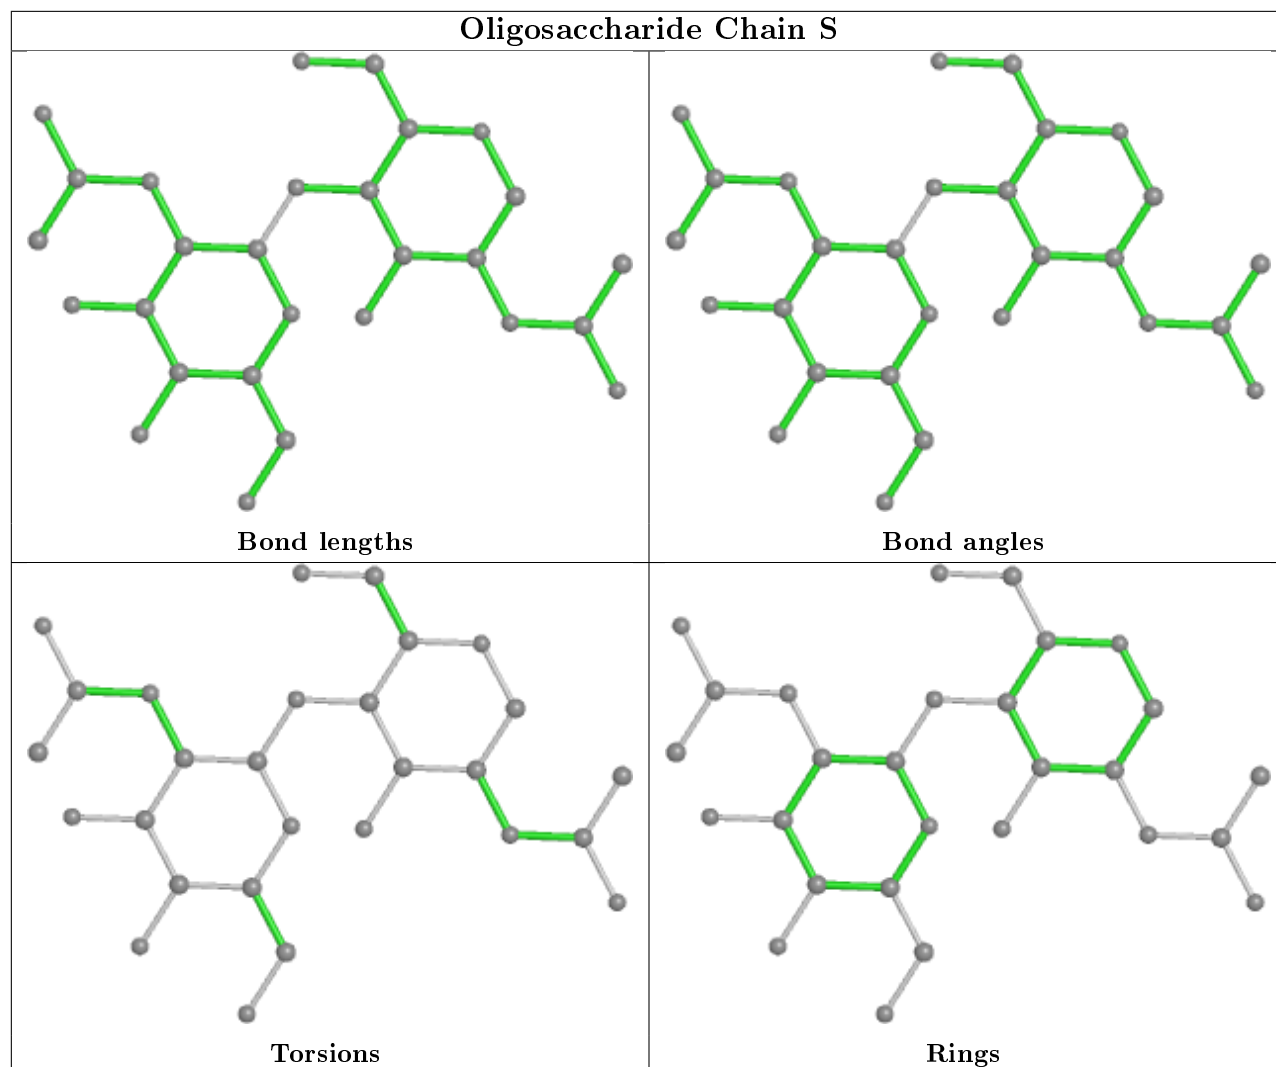 Oligosaccharide Chain S
Bond lengths
Bond angles
Torsions
Rings